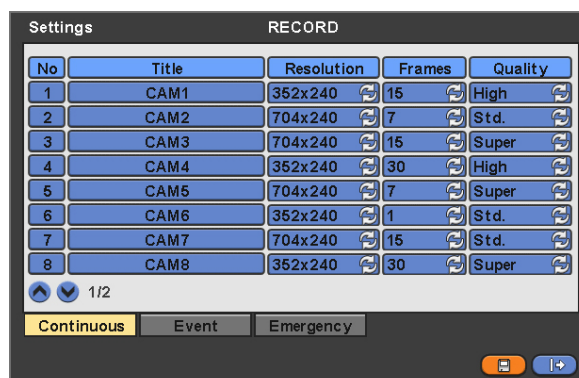 Settings RECORD
No Title Resolution Frames Quality
1 CAM1 352x240 15 High
2 CAM2 704x240 7 Std.
3 CAM3 704x240 15 Super
4 CAM4 352x240 30 High
5 CAM5 704x240 7 Super
6 CAM6 352x240 1 Std.
7 CAM7 704x240 15 Std.
8 CAM8 352x240 30 Super
1/2
Continuous Event Emergency